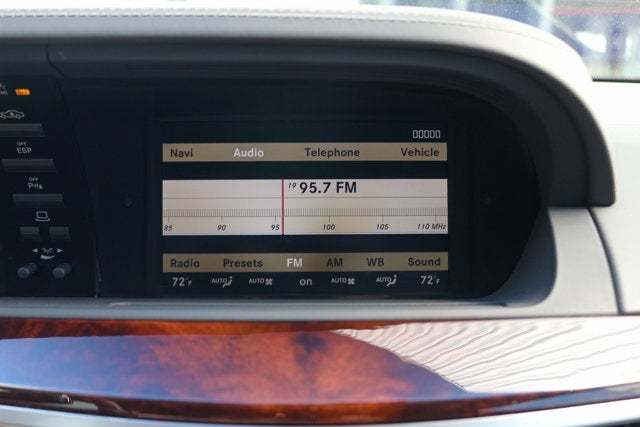 OFF
ESP
OFF
Navi Audio Telephone Vehicle
19 95.7 FM
85 90 95 100 105 110 MHz
Radio Presets FM AM WB Sound
72°F AUTO AUTO on AUTO AUTO 72°F